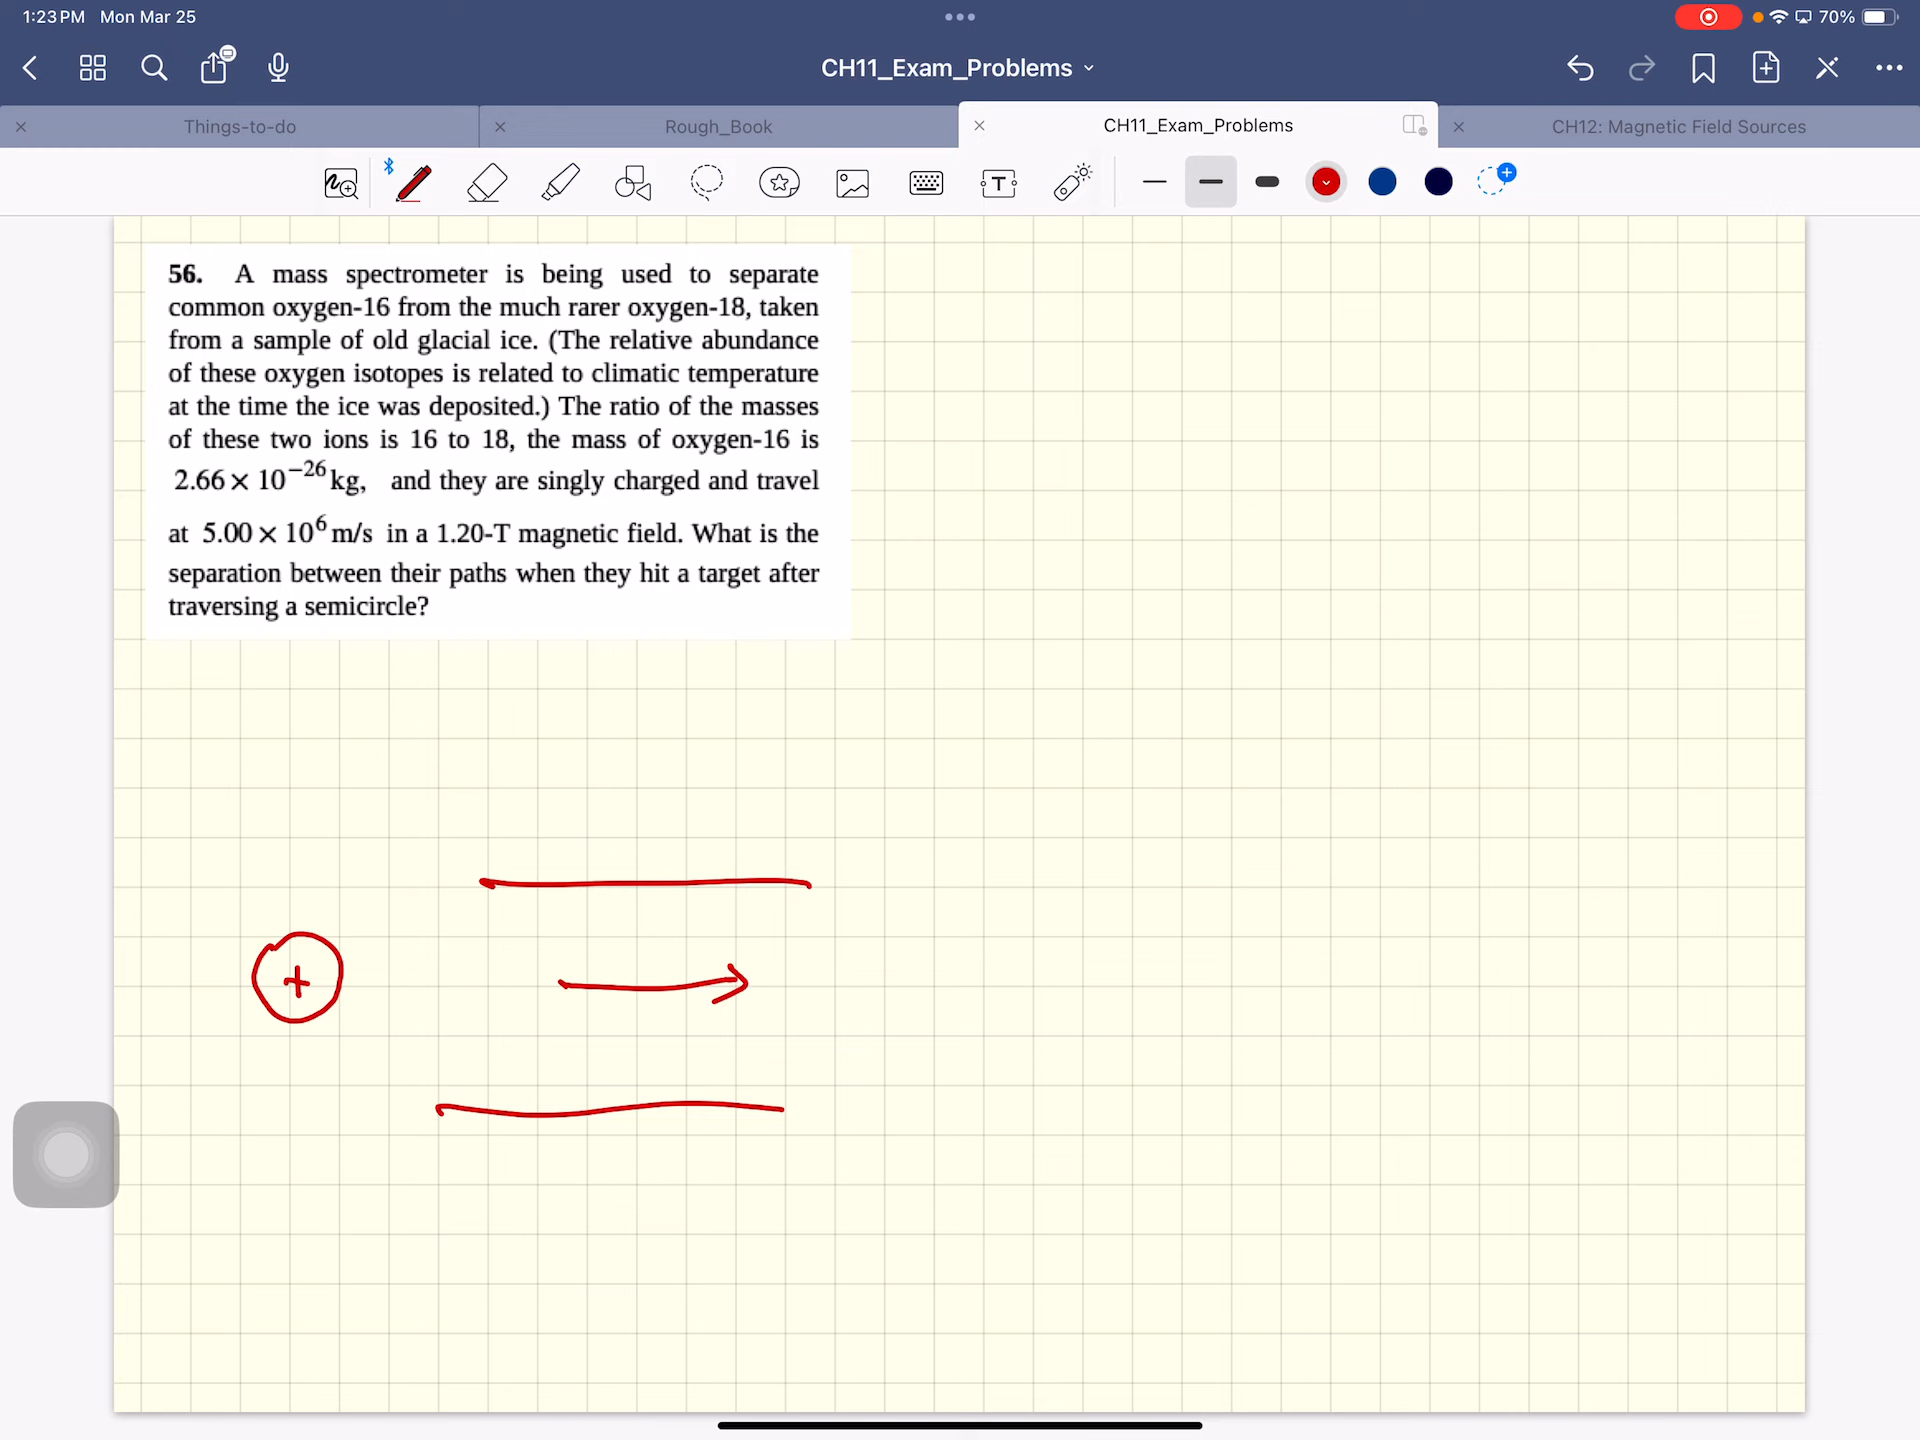 1:23 PM Mon Mar 25
70%
CH11_Exam_Problems
Things-to-do
Rough_Book
CH11_Exam_Problems
CH12: Magnetic Field Sources
T
56. A mass spectrometer is being used to separate
common oxygen-16 from the much rarer oxygen-18, taken
from a sample of old glacial ice. (The relative abundance
of these oxygen isotopes is related to climatic temperature
at the time the ice was deposited.) The ratio of the masses
of these two ions is 16 to 18, the mass of oxygen-16 is
2.66 × 10⁻²⁶ kg, and they are singly charged and travel
at 5.00 × 10⁶ m/s in a 1.20-T magnetic field. What is the
separation between their paths when they hit a target after
traversing a semicircle?
+